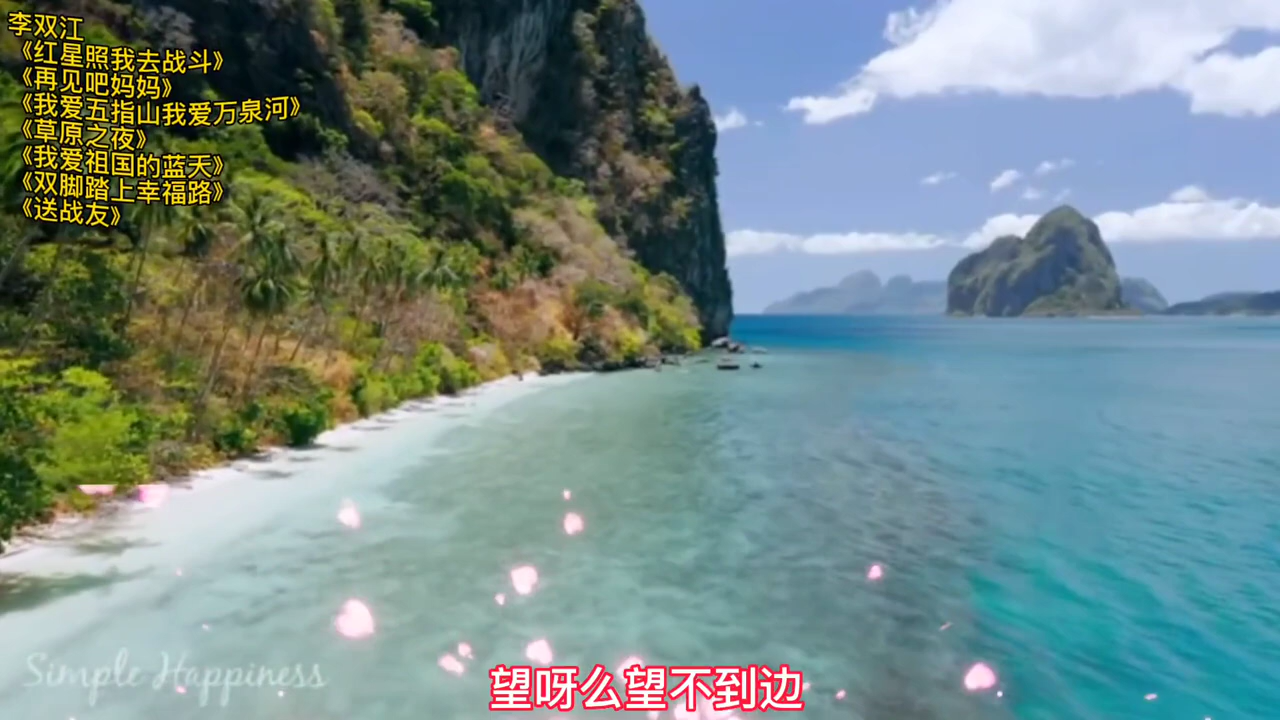 李双江
《红星照我去战斗》
《再见吧妈妈》
《我爱五指山我爱万泉河》
《草原之夜》
《我爱祖国的蓝天》
《双脚踏上幸福路》
《送战友》
Simple Happiness
望呀么望不到边